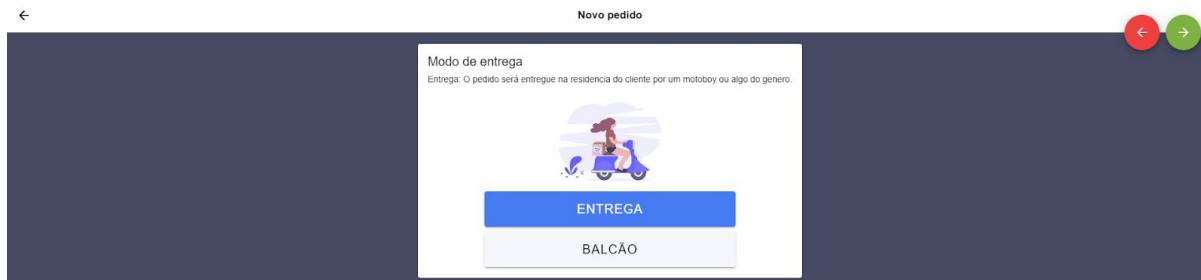 Novo pedido
Modo de entrega
Entrega: O pedido será entregue na residencia do cliente por um motoboy ou algo do genero.
ENTREGA
BALCÃO